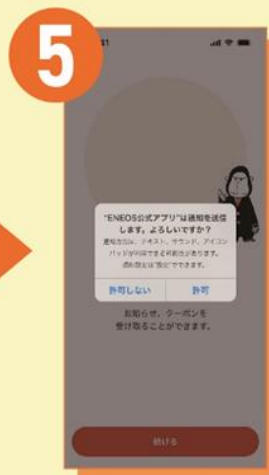 5
"ENEOS公式アプリ"は通知を送信
します。よろしいですか？
通知方法は、テキスト、サウンド、アイコン
バッジが利用できる可能性があります。
通知設定は"設定"でできます。
許可しない 許可
お知らせ、クーポンを
受け取ることができます。
続ける